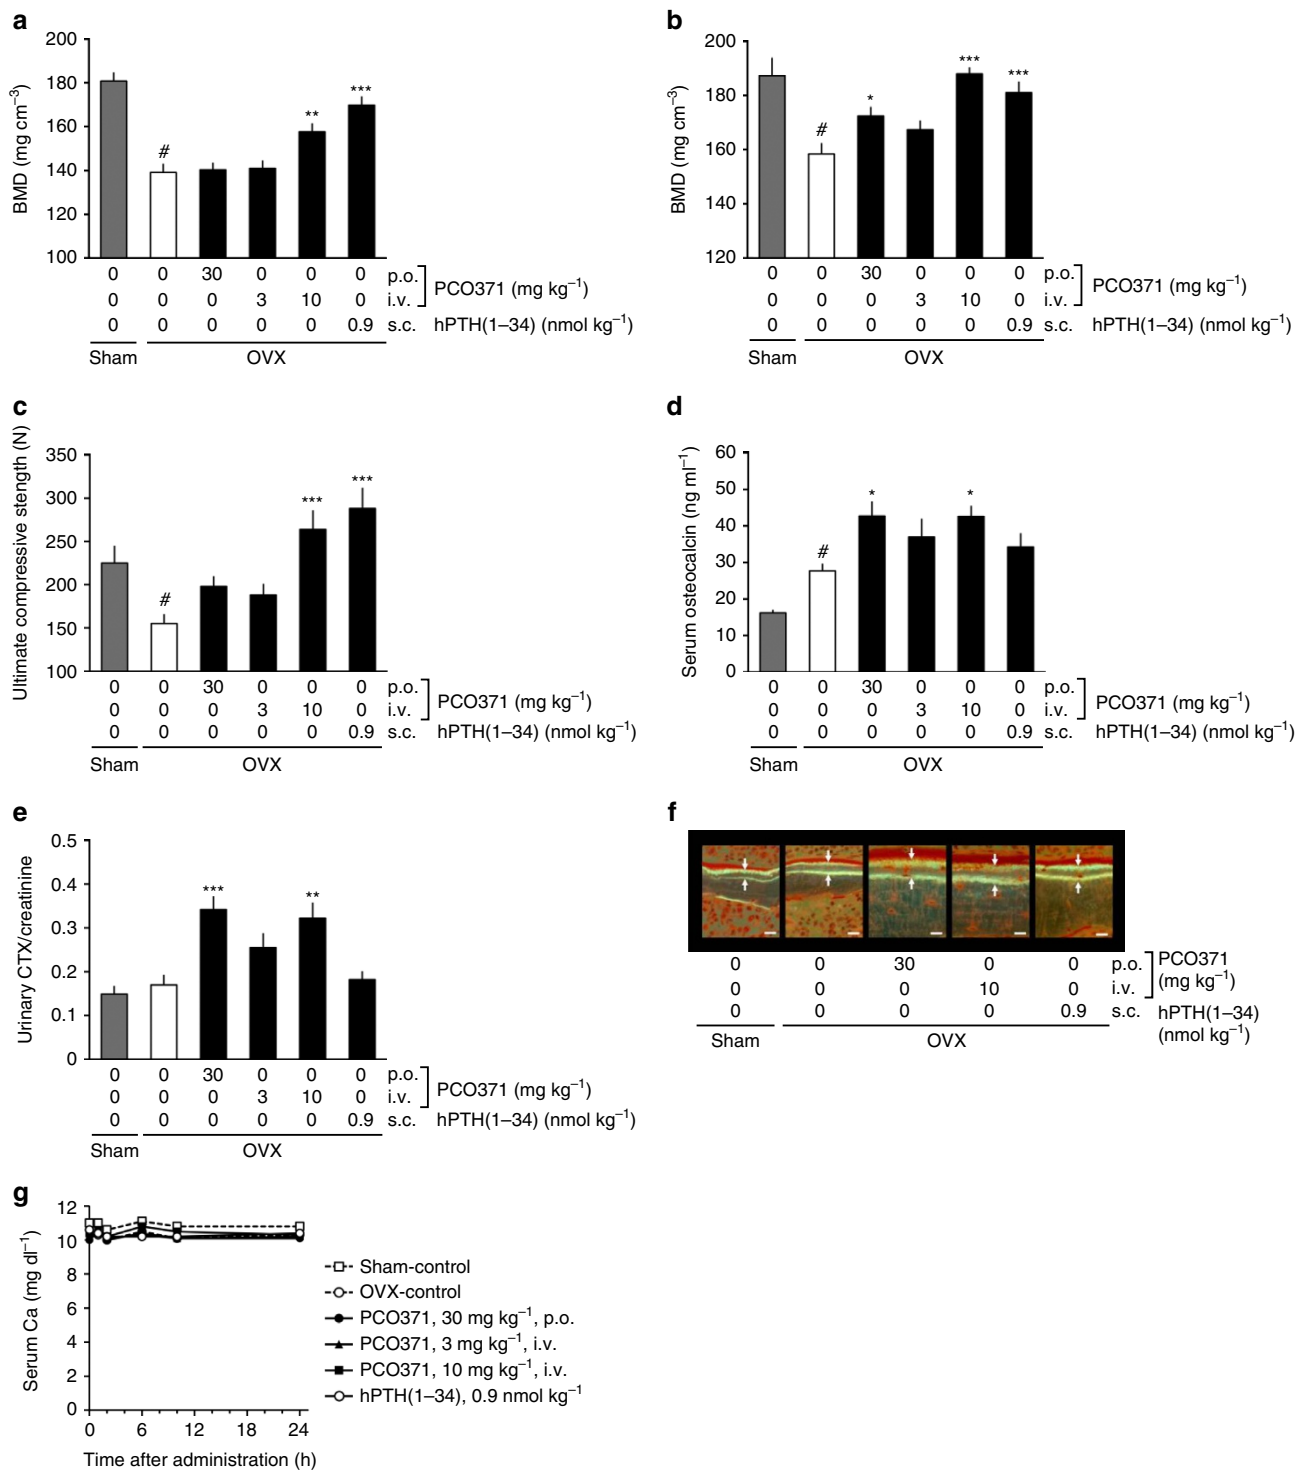 a
200
180
160
140
120
100
BMD (mg cm⁻³)
#
**
***
0 0 30 0 0 0 p.o.
0 0 0 3 10 0 i.v.
PCO371 (mg kg⁻¹)
0 0 0 0 0 0.9 s.c. hPTH(1–34) (nmol kg⁻¹)
Sham OVX
b
200
180
160
140
120
BMD (mg cm⁻³)
#
*
***
***
0 0 30 0 0 0 p.o.
0 0 0 3 10 0 i.v.
PCO371 (mg kg⁻¹)
0 0 0 0 0 0.9 s.c. hPTH(1–34) (nmol kg⁻¹)
Sham OVX
c
350
300
250
200
150
100
Ultimate compressive stength (N)
#
***
***
0 0 30 0 0 0 p.o.
0 0 0 3 10 0 i.v.
PCO371 (mg kg⁻¹)
0 0 0 0 0 0.9 s.c. hPTH(1–34) (nmol kg⁻¹)
Sham OVX
d
60
50
40
30
20
10
0
Serum osteocalcin (ng ml⁻¹)
#
*
*
0 0 30 0 0 0 p.o.
0 0 0 3 10 0 i.v.
PCO371 (mg kg⁻¹)
0 0 0 0 0 0.9 s.c. hPTH(1–34) (nmol kg⁻¹)
Sham OVX
e
0.5
0.4
0.3
0.2
0.1
0
Urinary CTX/creatinine
***
**
0 0 30 0 0 0 p.o.
0 0 0 3 10 0 i.v.
PCO371 (mg kg⁻¹)
0 0 0 0 0 0.9 s.c. hPTH(1–34) (nmol kg⁻¹)
Sham OVX
f
0 0 30 0 0 p.o.
0 0 0 10 0 i.v.
PCO371
(mg kg⁻¹)
0 0 0 0 0.9 s.c. hPTH(1–34)
(nmol kg⁻¹)
Sham OVX
g
12
10
8
6
4
2
0
Serum Ca (mg dl⁻¹)
0 6 12 18 24
Time after administration (h)
Sham-control
OVX-control
PCO371, 30 mg kg⁻¹, p.o.
PCO371, 3 mg kg⁻¹, i.v.
PCO371, 10 mg kg⁻¹, i.v.
hPTH(1–34), 0.9 nmol kg⁻¹